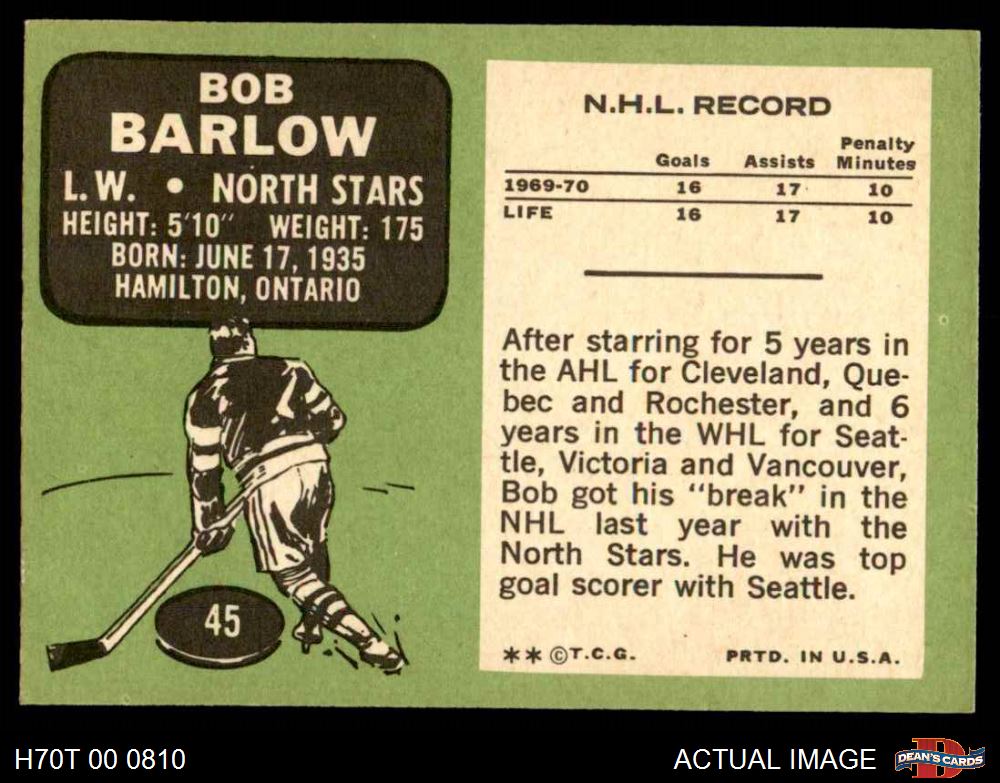 BOB
BARLOW
L.W. • NORTH STARS
HEIGHT: 5'10" WEIGHT: 175
BORN: JUNE 17, 1935
HAMILTON, ONTARIO
45
N.H.L. RECORD
Goals Assists Penalty Minutes
1969-70 16 17 10
LIFE 16 17 10
After starring for 5 years in
the AHL for Cleveland, Que-
bec and Rochester, and 6
years in the WHL for Seat-
tle, Victoria and Vancouver,
Bob got his "break" in the
NHL last year with the
North Stars. He was top
goal scorer with Seattle.
** ©T.C.G. PRTD. IN U.S.A.
H70T 00 0810
ACTUAL IMAGE
D
DEAN'S CARDS